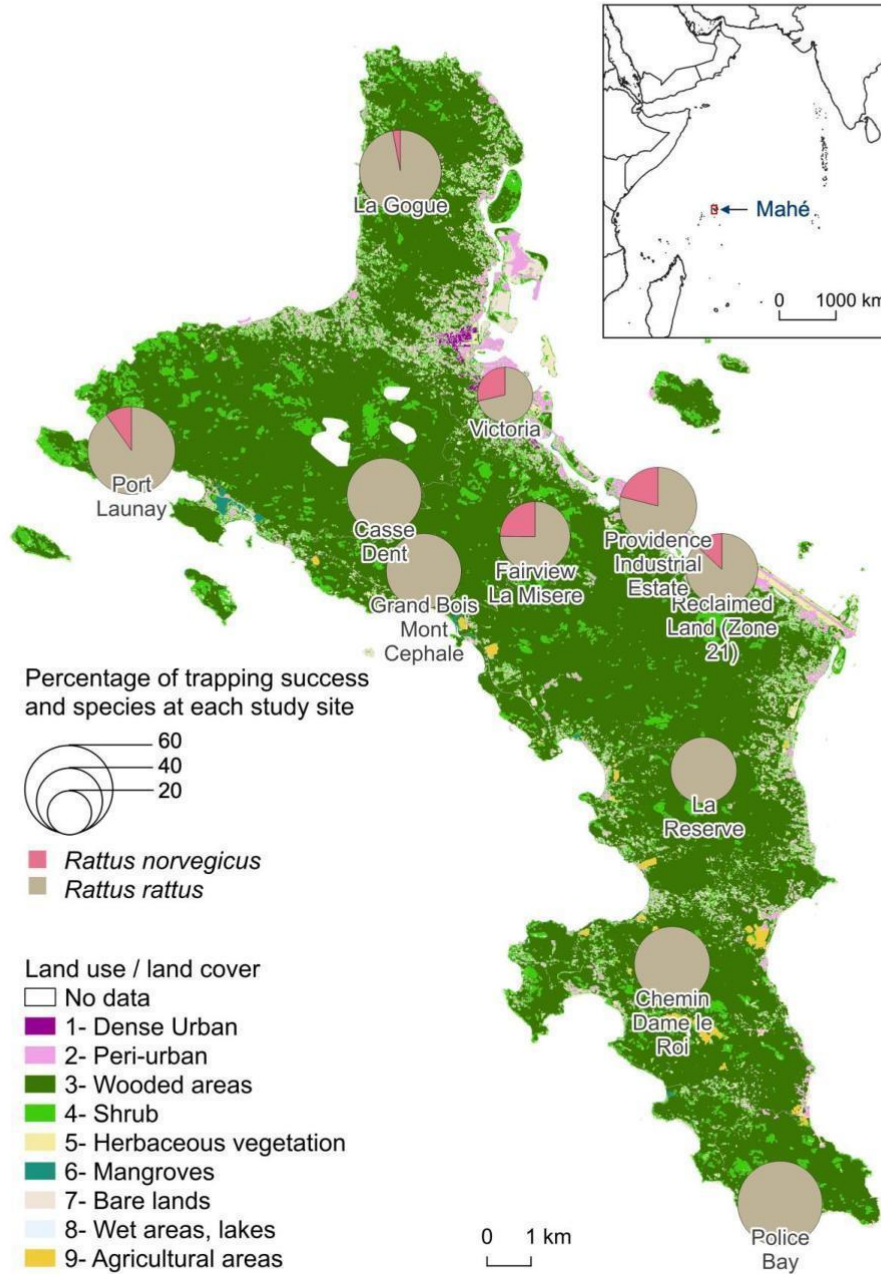 Mahé
0 1000 km
La Gogue
Victoria
Port
Launay
Casse
Dent
Grand Bois
Mont
Cephale
Fairview
La Misere
Providence
Industrial
Estate
Reclaimed
Land (Zone
21)
La
Reserve
Chemin
Dame le
Roi
Police
Bay
Percentage of trapping success
and species at each study site
60
40
20
Rattus norvegicus
Rattus rattus
Land use / land cover
No data
1- Dense Urban
2- Peri-urban
3- Wooded areas
4- Shrub
5- Herbaceous vegetation
6- Mangroves
7- Bare lands
8- Wet areas, lakes
9- Agricultural areas
0 1 km